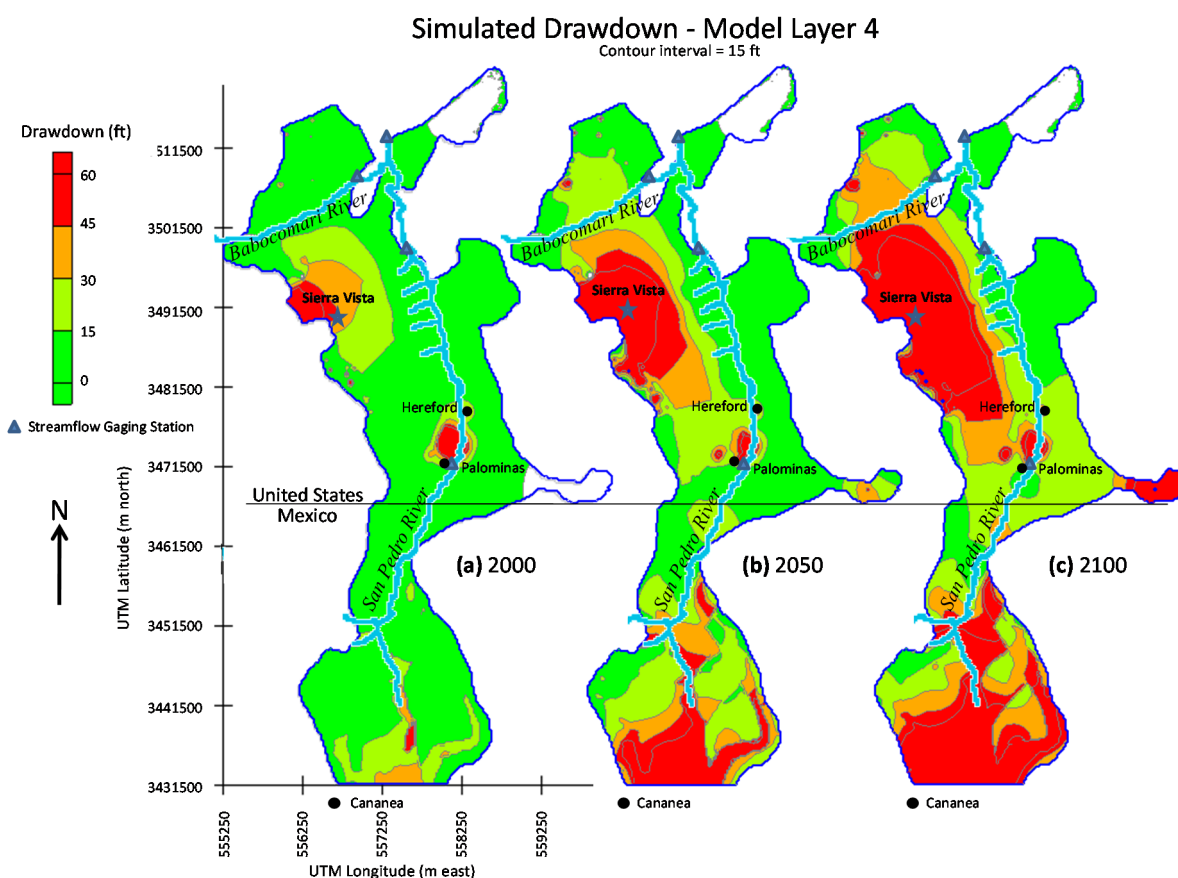 Simulated Drawdown - Model Layer 4
Contour interval = 15 ft
Drawdown (ft)
60
45
30
15
0
Streamflow Gaging Station
N
UTM Latitude (m north)
511500
3501500
3491500
3481500
3471500
3461500
3451500
3441500
3431500
Babocomari River
Sierra Vista
Hereford
Palominas
United States
Mexico
San Pedro River
(a) 2000
Cananea
Babocomari River
Sierra Vista
Hereford
Palominas
San Pedro River
(b) 2050
Cananea
Babocomari River
Sierra Vista
Hereford
Palominas
San Pedro River
(c) 2100
Cananea
555250
556250
557250
558250
559250
UTM Longitude (m east)